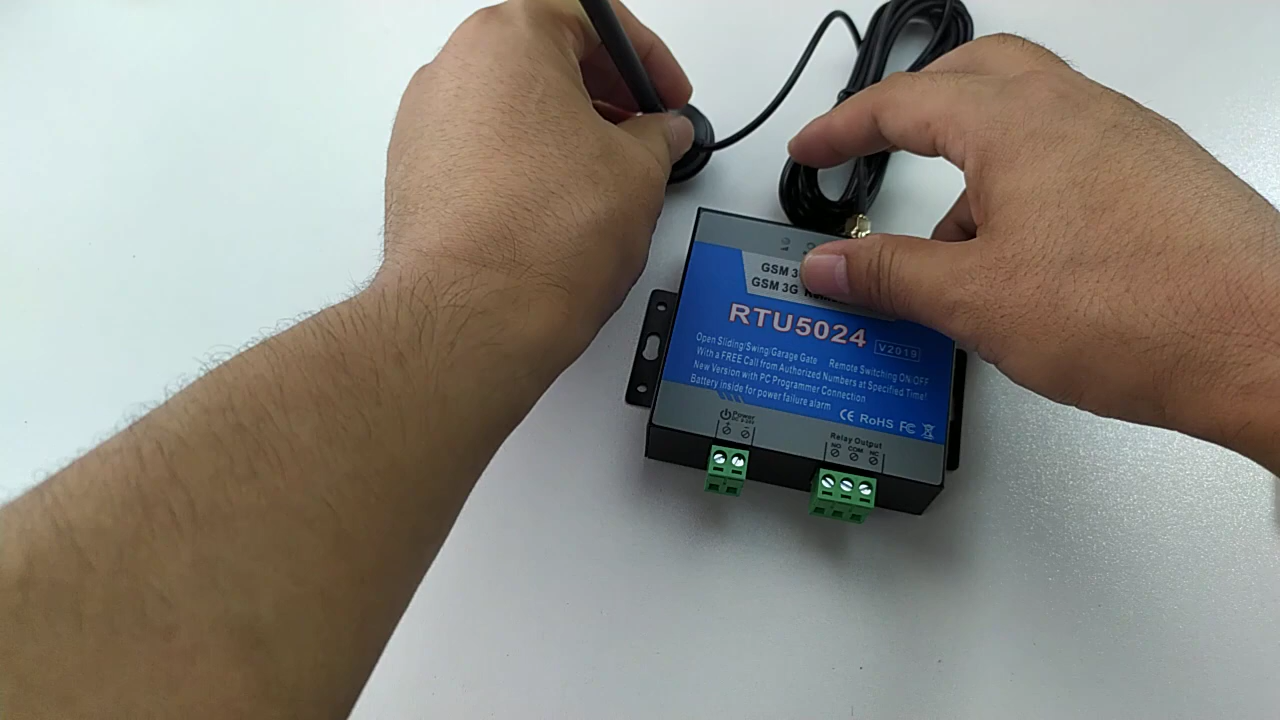 GSM 3
GSM 3G
RTU5024 V2019
Open Sliding/Swing/Garage Gate Remote Switching ON/OFF
With a FREE Call from Authorized Numbers at Specified Time!
New Version with PC Programmer Connection
Battery inside for power failure alarm
CE RoHS FC
Power
Relay Output
NO COM NC